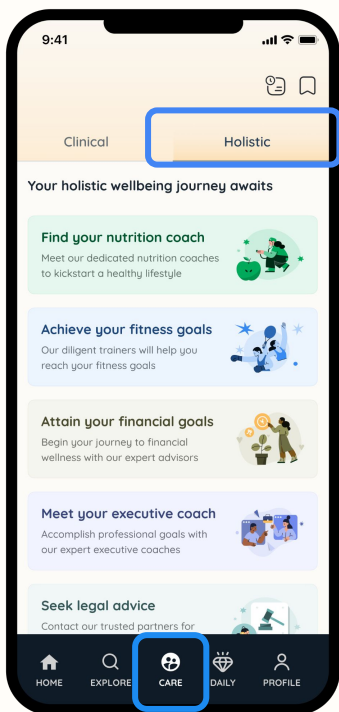 9:41
Clinical
Holistic
Your holistic wellbeing journey awaits
Find your nutrition coach
Meet our dedicated nutrition coaches
to kickstart a healthy lifestyle
Achieve your fitness goals
Our diligent trainers will help you
reach your fitness goals
Attain your financial goals
Begin your journey to financial
wellness with our expert advisors
Meet your executive coach
Accomplish professional goals with
our expert executive coaches
Seek legal advice
Contact our trusted partners for
HOME EXPLORE CARE DAILY PROFILE